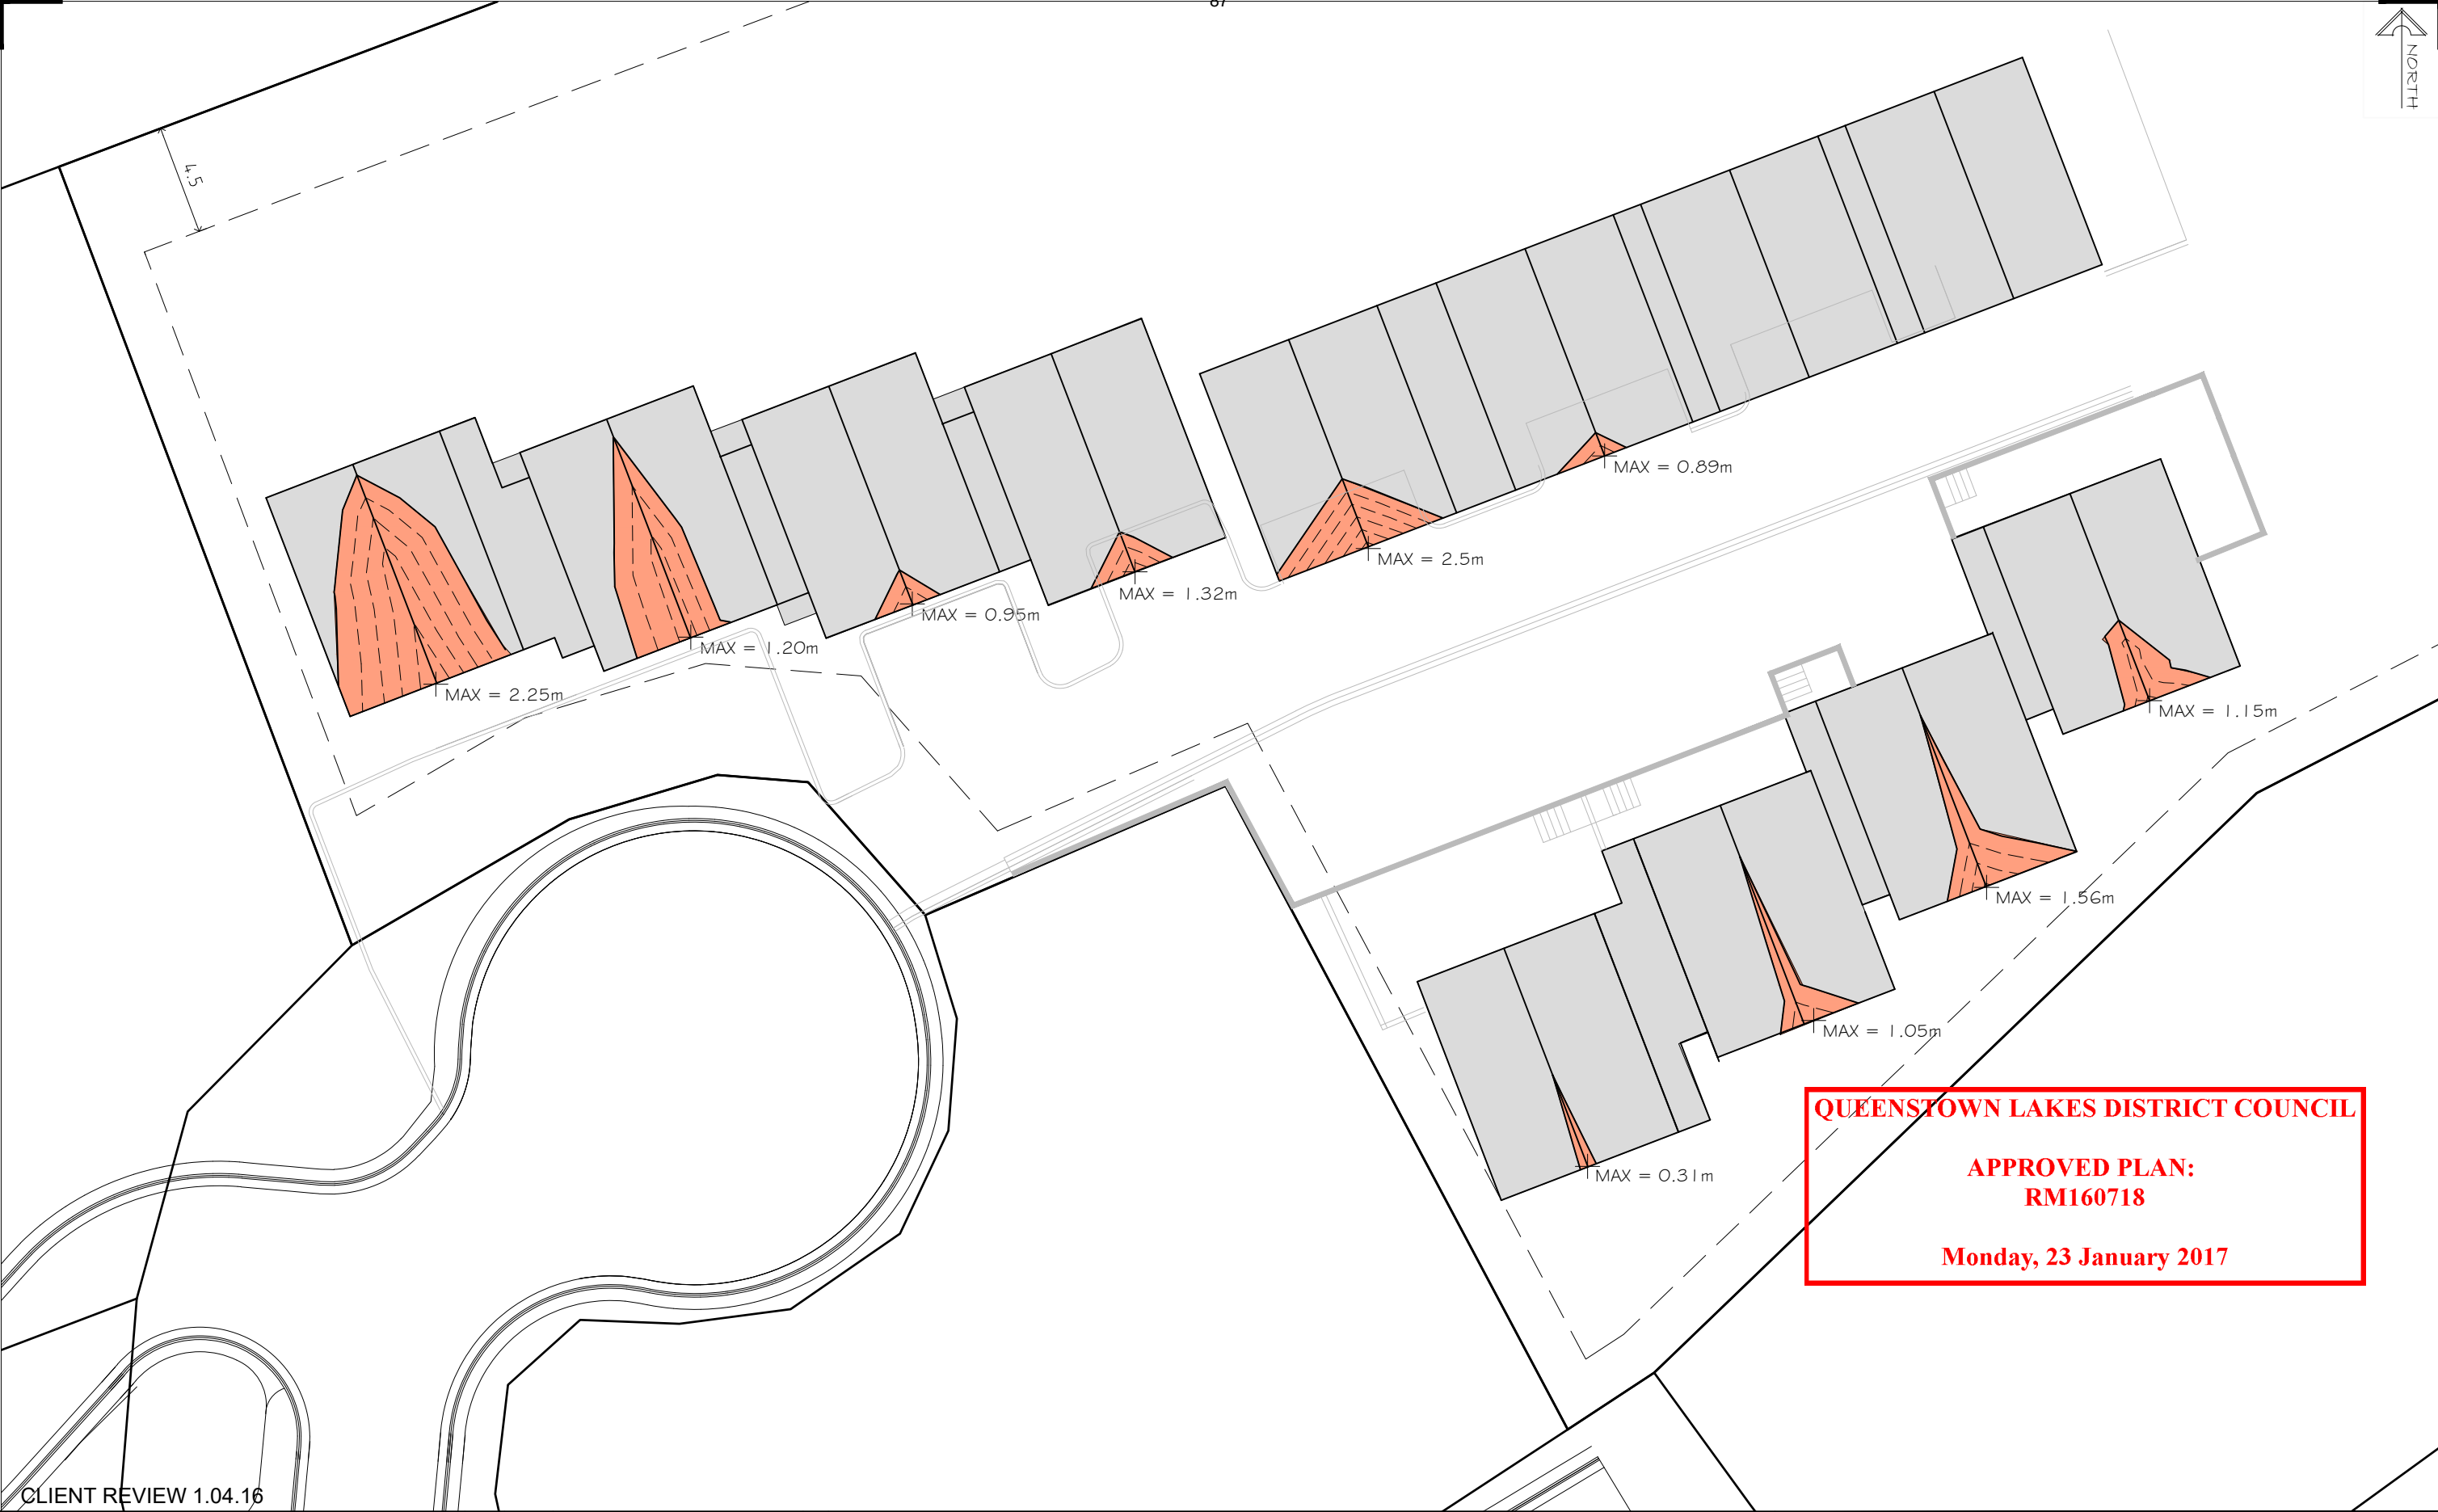 87
NORTH
4.5
MAX = 0.89m
MAX = 2.5m
MAX = 1.32m
MAX = 0.95m
MAX = 1.20m
MAX = 2.25m
MAX = 1.15m
MAX = 1.56m
MAX = 1.05m
MAX = 0.31m
QUEENSTOWN LAKES DISTRICT COUNCIL
APPROVED PLAN:
RM160718
Monday, 23 January 2017
CLIENT REVIEW 1.04.16